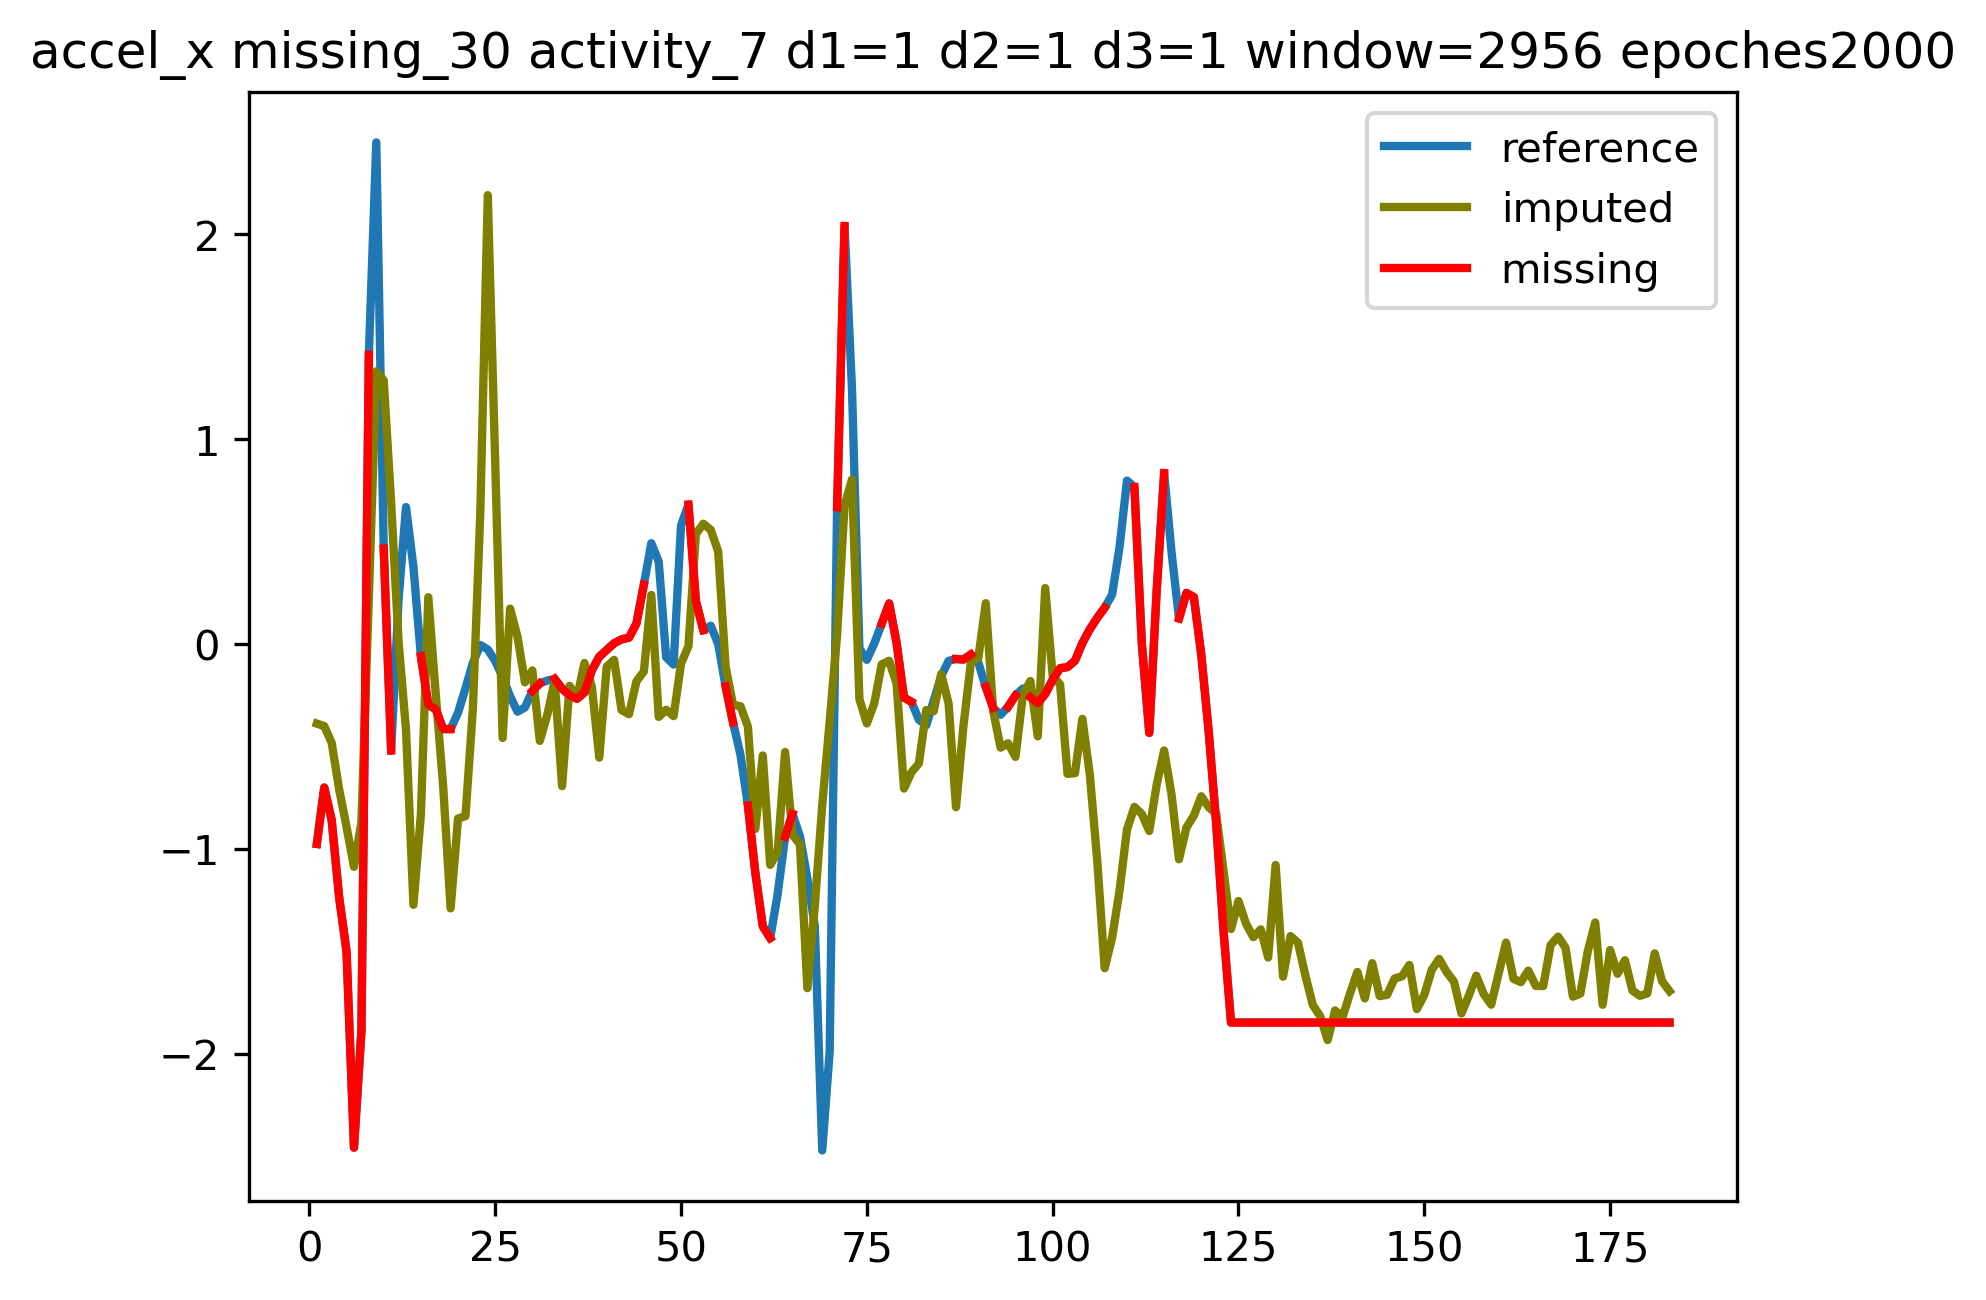 accel_x missing_30 activity_7 d1=1 d2=1 d3=1 window=2956 epoches2000
reference
imputed
missing
2
1
0
−1
−2
0 25 50 75 100 125 150 175